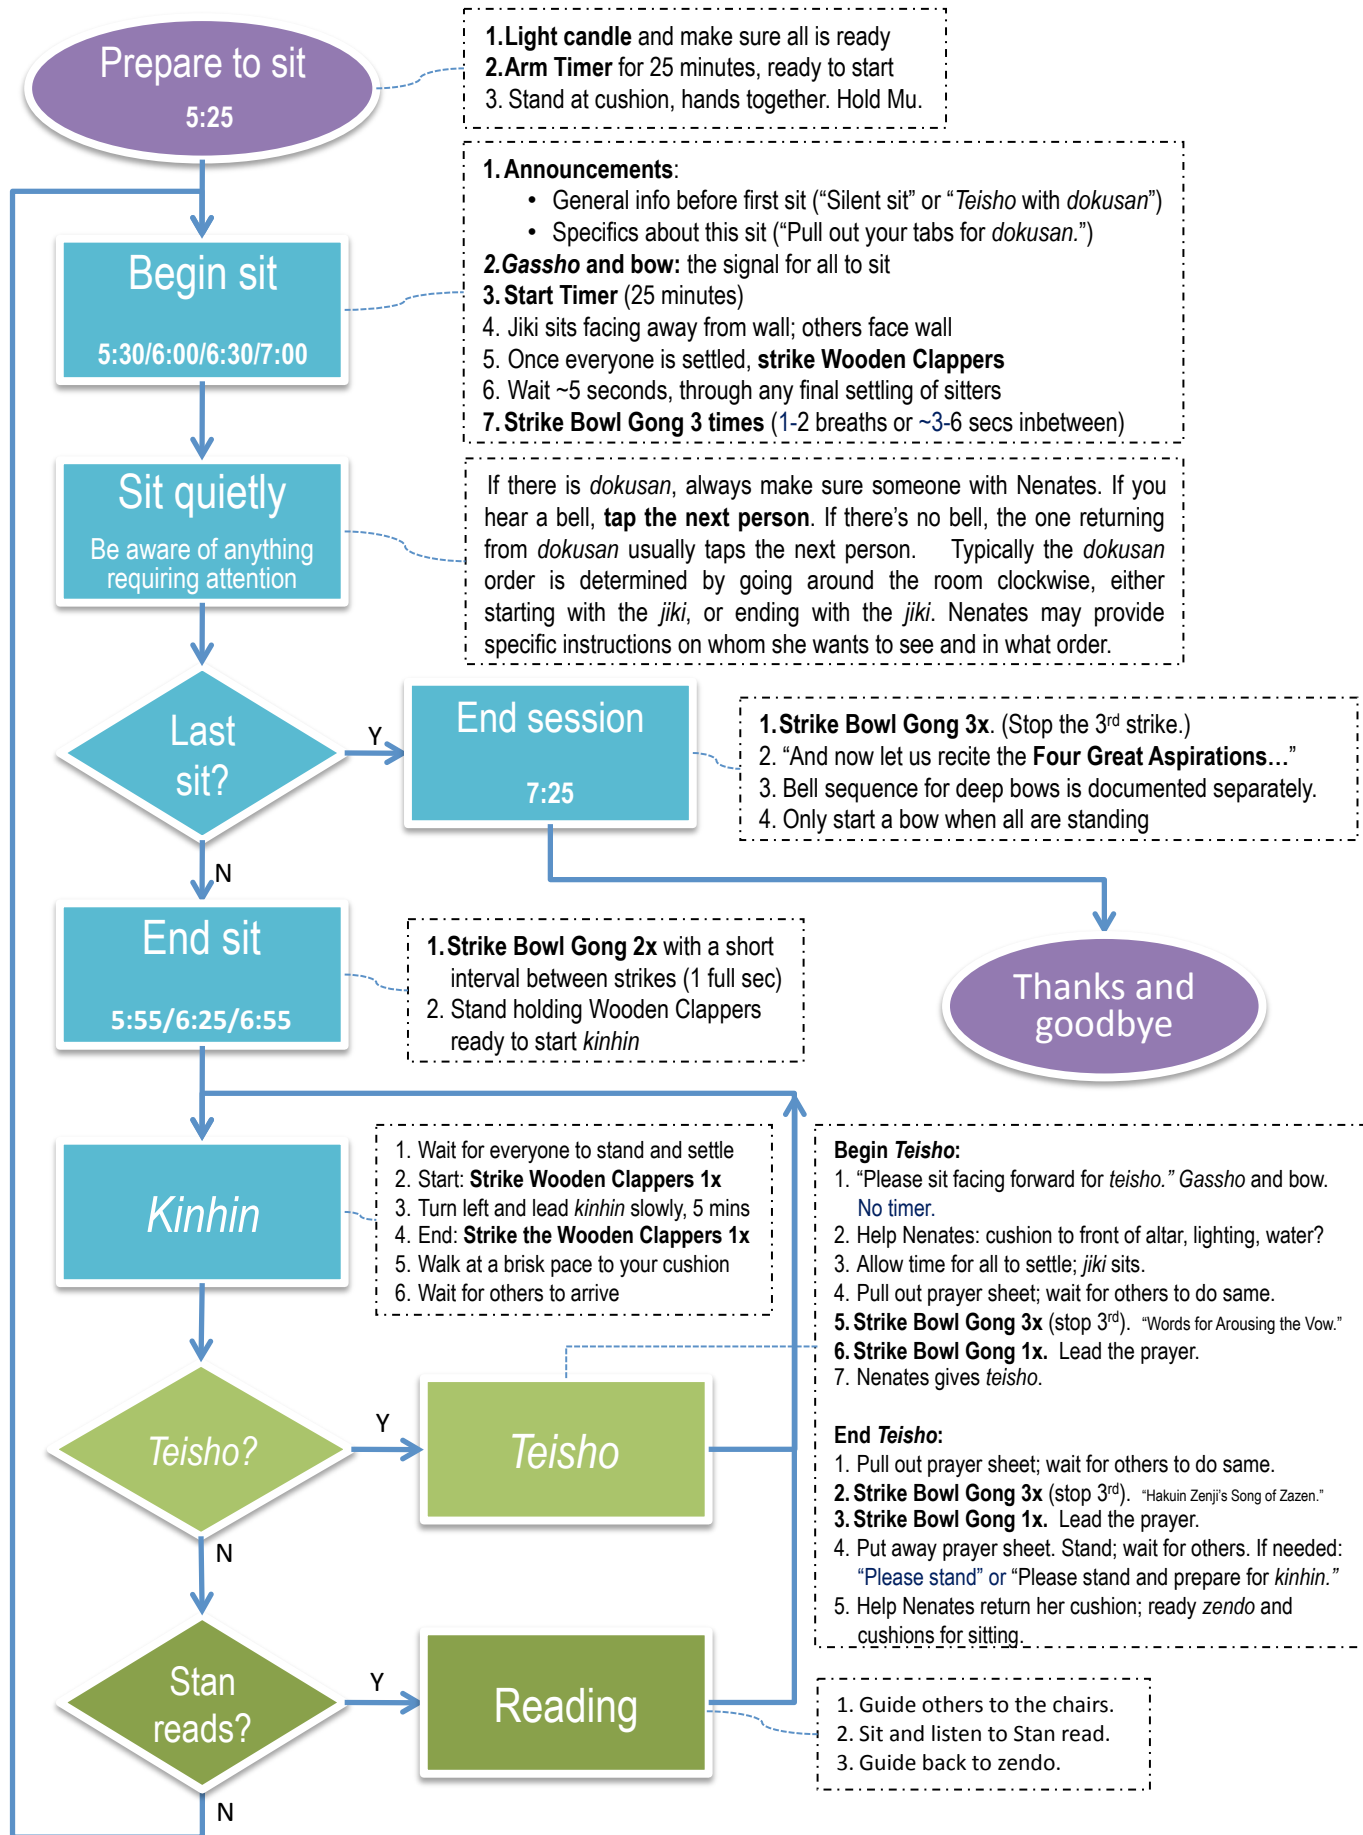 Prepare to sit
5:25
1.Light candle and make sure all is ready
2.Arm Timer for 25 minutes, ready to start
3. Stand at cushion, hands together. Hold Mu.
Begin sit
5:30/6:00/6:30/7:00
1. Announcements:
• General info before first sit (“Silent sit” or “Teisho with dokusan”)
• Specifics about this sit (“Pull out your tabs for dokusan.”)
2.Gassho and bow: the signal for all to sit
3. Start Timer (25 minutes)
4. Jiki sits facing away from wall; others face wall
5. Once everyone is settled, strike Wooden Clappers
6. Wait ~5 seconds, through any final settling of sitters
7. Strike Bowl Gong 3 times (1-2 breaths or ~3-6 secs inbetween)
Sit quietly
Be aware of anything
requiring attention
If there is dokusan, always make sure someone with Nenates. If you
hear a bell, tap the next person. If there’s no bell, the one returning
from dokusan usually taps the next person. Typically the dokusan
order is determined by going around the room clockwise, either
starting with the jiki, or ending with the jiki. Nenates may provide
specific instructions on whom she wants to see and in what order.
Last
sit?
Y
N
End session
7:25
1. Strike Bowl Gong 3x. (Stop the 3rd strike.)
2. “And now let us recite the Four Great Aspirations…”
3. Bell sequence for deep bows is documented separately.
4. Only start a bow when all are standing
End sit
5:55/6:25/6:55
1. Strike Bowl Gong 2x with a short
interval between strikes (1 full sec)
2. Stand holding Wooden Clappers
ready to start kinhin
Thanks and
goodbye
Kinhin
1. Wait for everyone to stand and settle
2. Start: Strike Wooden Clappers 1x
3. Turn left and lead kinhin slowly, 5 mins
4. End: Strike the Wooden Clappers 1x
5. Walk at a brisk pace to your cushion
6. Wait for others to arrive
Teisho?
Y
N
Teisho
Begin Teisho:
1. “Please sit facing forward for teisho.” Gassho and bow.
No timer.
2. Help Nenates: cushion to front of altar, lighting, water?
3. Allow time for all to settle; jiki sits.
4. Pull out prayer sheet; wait for others to do same.
5. Strike Bowl Gong 3x (stop 3rd). “Words for Arousing the Vow.”
6. Strike Bowl Gong 1x. Lead the prayer.
7. Nenates gives teisho.
End Teisho:
1. Pull out prayer sheet; wait for others to do same.
2. Strike Bowl Gong 3x (stop 3rd). “Hakuin Zenji’s Song of Zazen.”
3. Strike Bowl Gong 1x. Lead the prayer.
4. Put away prayer sheet. Stand; wait for others. If needed:
“Please stand” or “Please stand and prepare for kinhin.”
5. Help Nenates return her cushion; ready zendo and
cushions for sitting.
Stan
reads?
Y
N
Reading
1. Guide others to the chairs.
2. Sit and listen to Stan read.
3. Guide back to zendo.